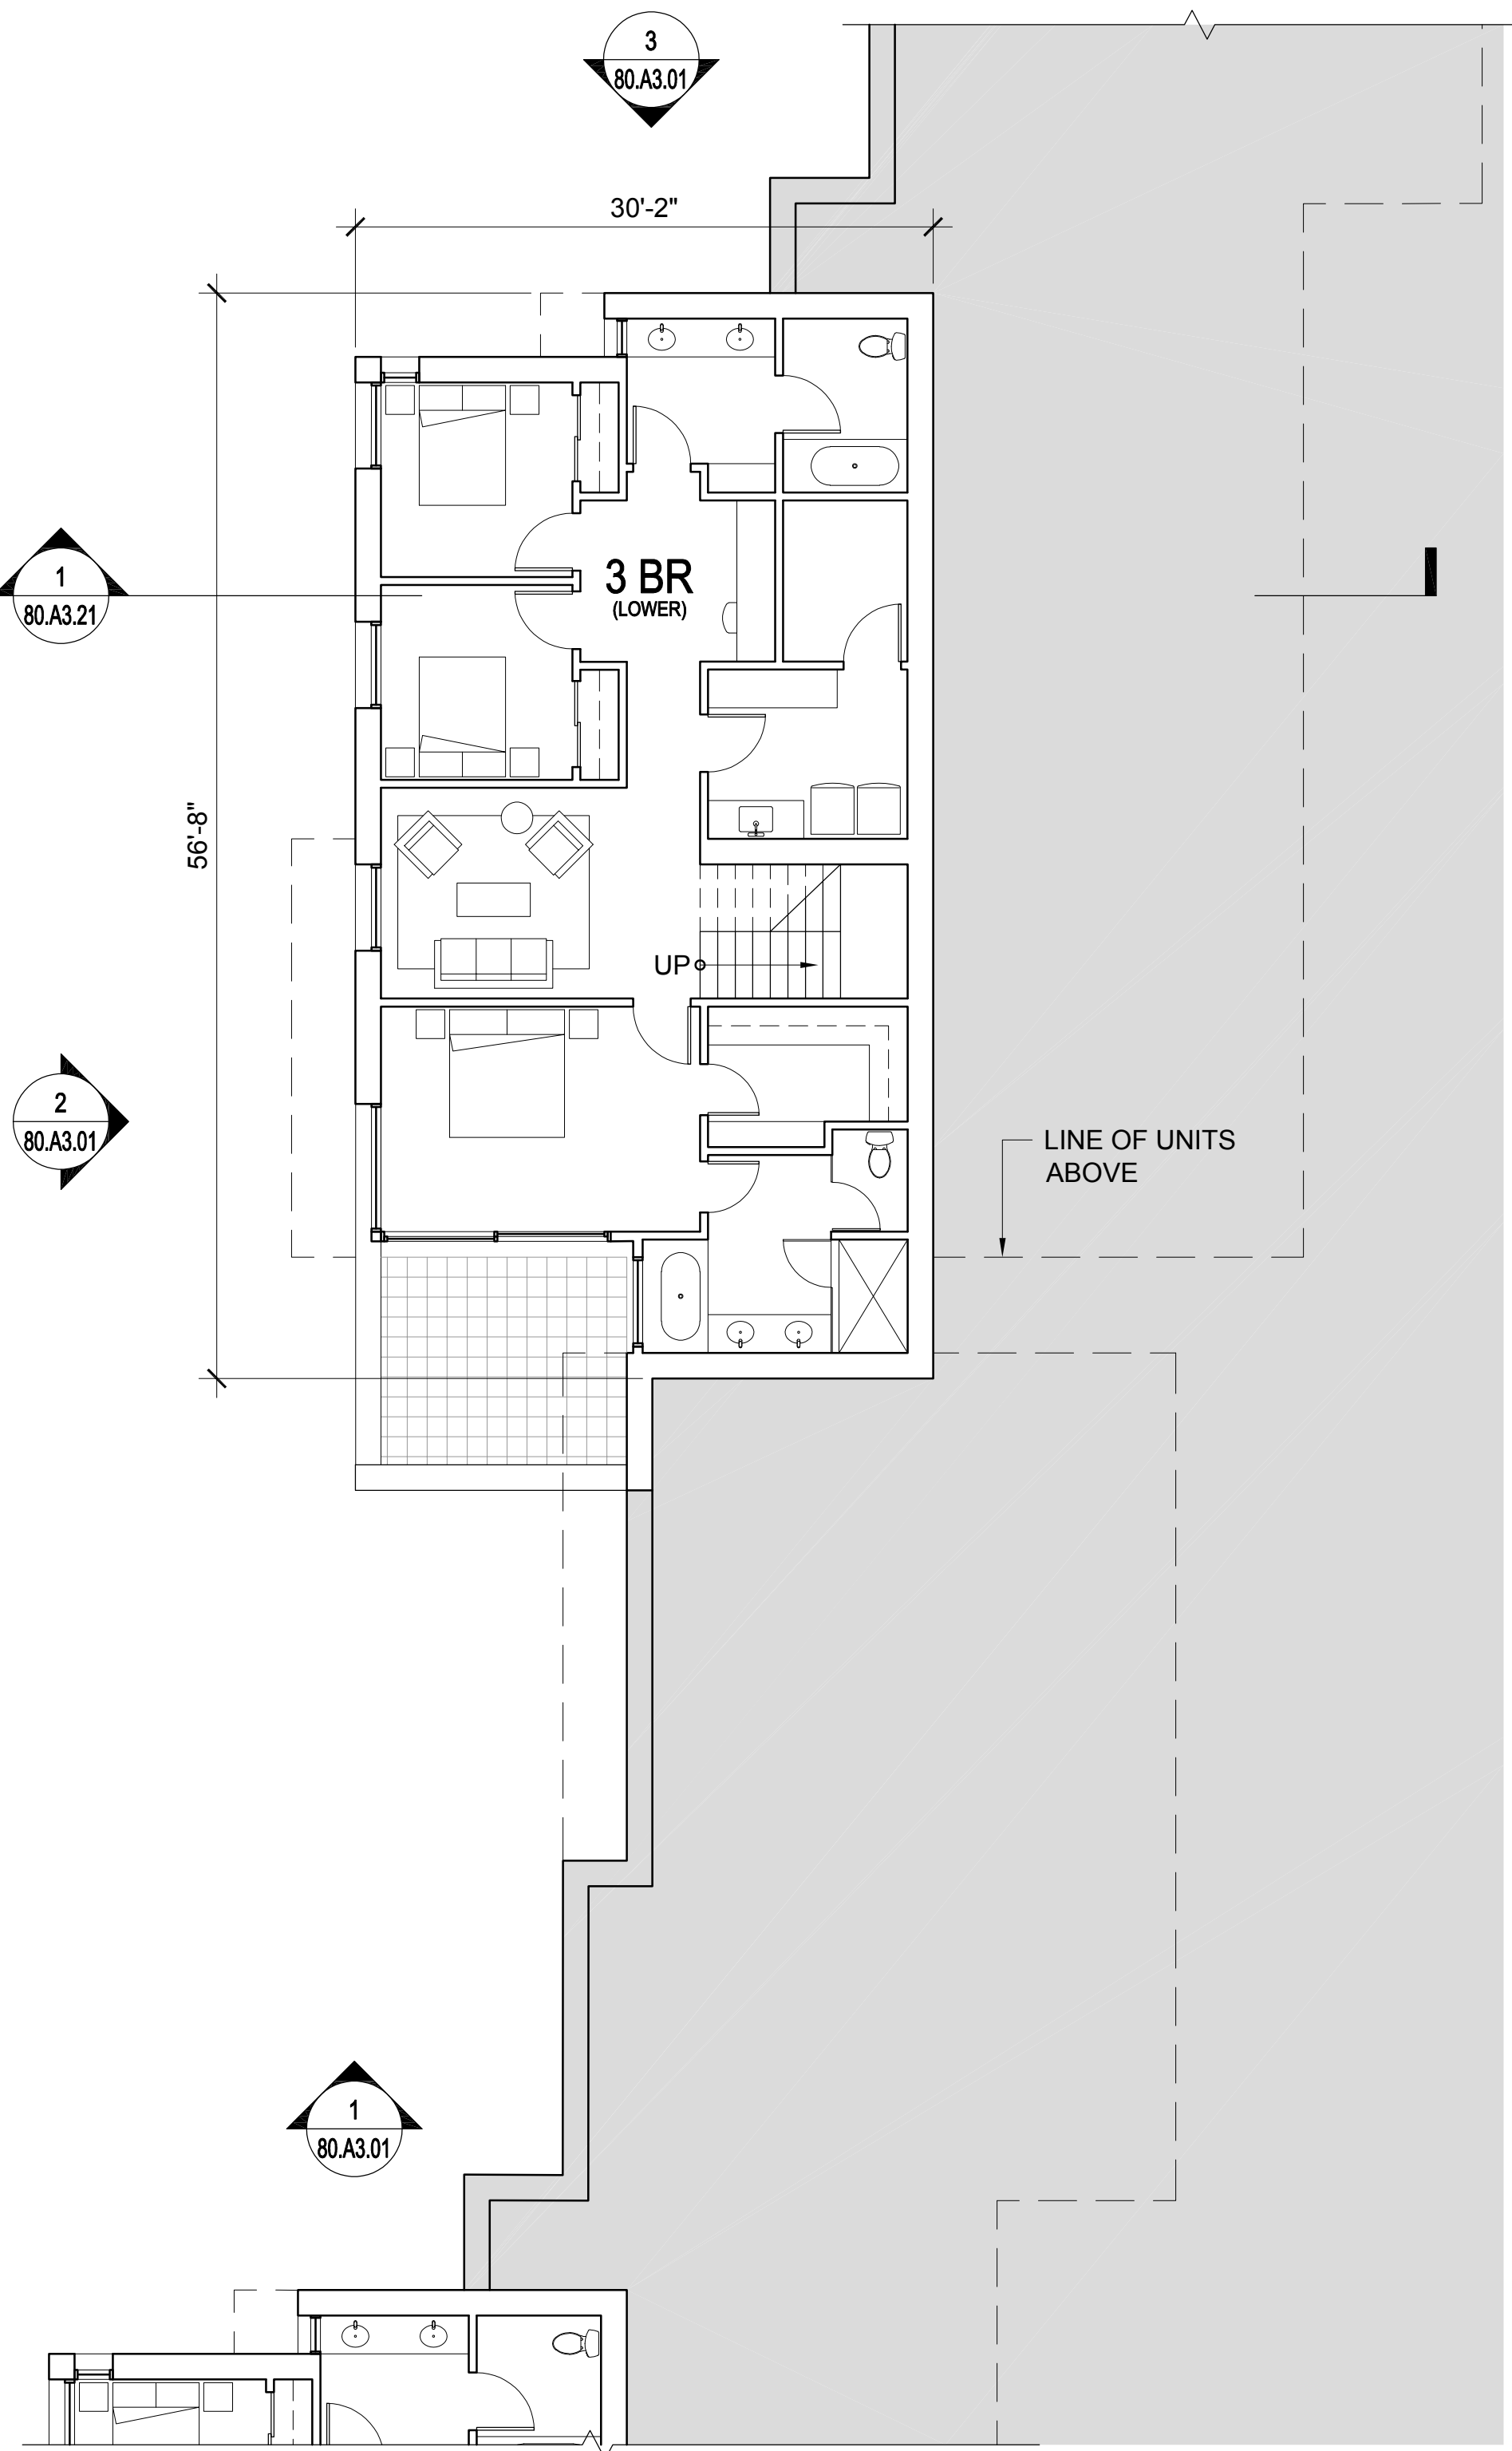 3
80.A3.01
30'-2"
1
80.A3.21
3 BR
(LOWER)
56'-8"
UP
2
80.A3.01
LINE OF UNITS
ABOVE
1
80.A3.01